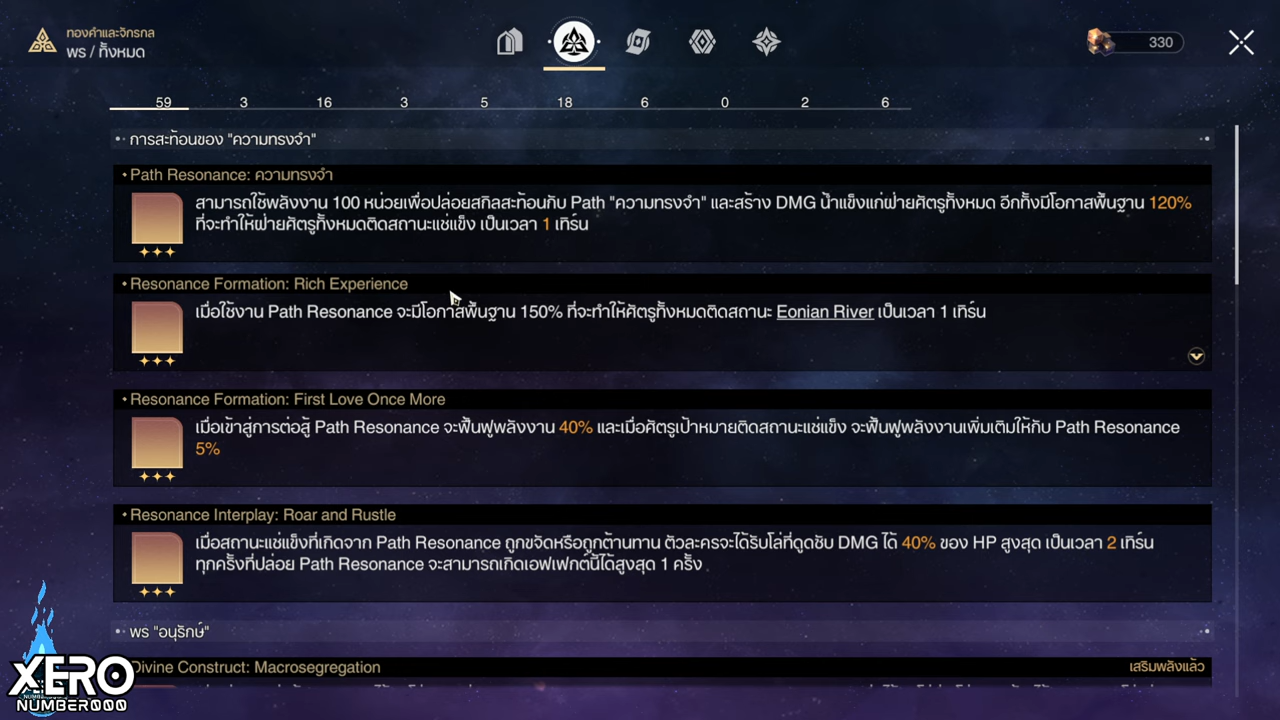 ทองคำและจักรกล
พร / ทั้งหมด
330
59 3 16 3 5 18 6 0 2 6
การสะท้อนของ "ความทรงจำ"
Path Resonance: ความทรงจำ
สามารถใช้พลังงาน 100 หน่วยเพื่อปล่อยสกิลสะท้อนกับ Path "ความทรงจำ" และสร้าง DMG น้ำแข็งแก่ฝ่ายศัตรูทั้งหมด อีกทั้งมีโอกาสพื้นฐาน 120%
ที่จะทำให้ฝ่ายศัตรูทั้งหมดติดสถานะแช่แข็ง เป็นเวลา 1 เทิร์น
Resonance Formation: Rich Experience
เมื่อใช้งาน Path Resonance จะมีโอกาสพื้นฐาน 150% ที่จะทำให้ศัตรูทั้งหมดติดสถานะ Eonian River เป็นเวลา 1 เทิร์น
Resonance Formation: First Love Once More
เมื่อเข้าสู่การต่อสู้ Path Resonance จะฟื้นฟูพลังงาน 40% และเมื่อศัตรูเป้าหมายติดสถานะแช่แข็ง จะฟื้นฟูพลังงานเพิ่มเติมให้กับ Path Resonance
5%
Resonance Interplay: Roar and Rustle
เมื่อสถานะแช่แข็งที่เกิดจาก Path Resonance ถูกขจัดหรือถูกต้านทาน ตัวละครจะได้รับโล่ที่ดูดซับ DMG ได้ 40% ของ HP สูงสุด เป็นเวลา 2 เทิร์น
ทุกครั้งที่ปล่อย Path Resonance จะสามารถเกิดเอฟเฟกต์นี้ได้สูงสุด 1 ครั้ง
พร "อนุรักษ์"
Divine Construct: Macrosegregation
เสริมพลังแล้ว
XERO
NUMBER000